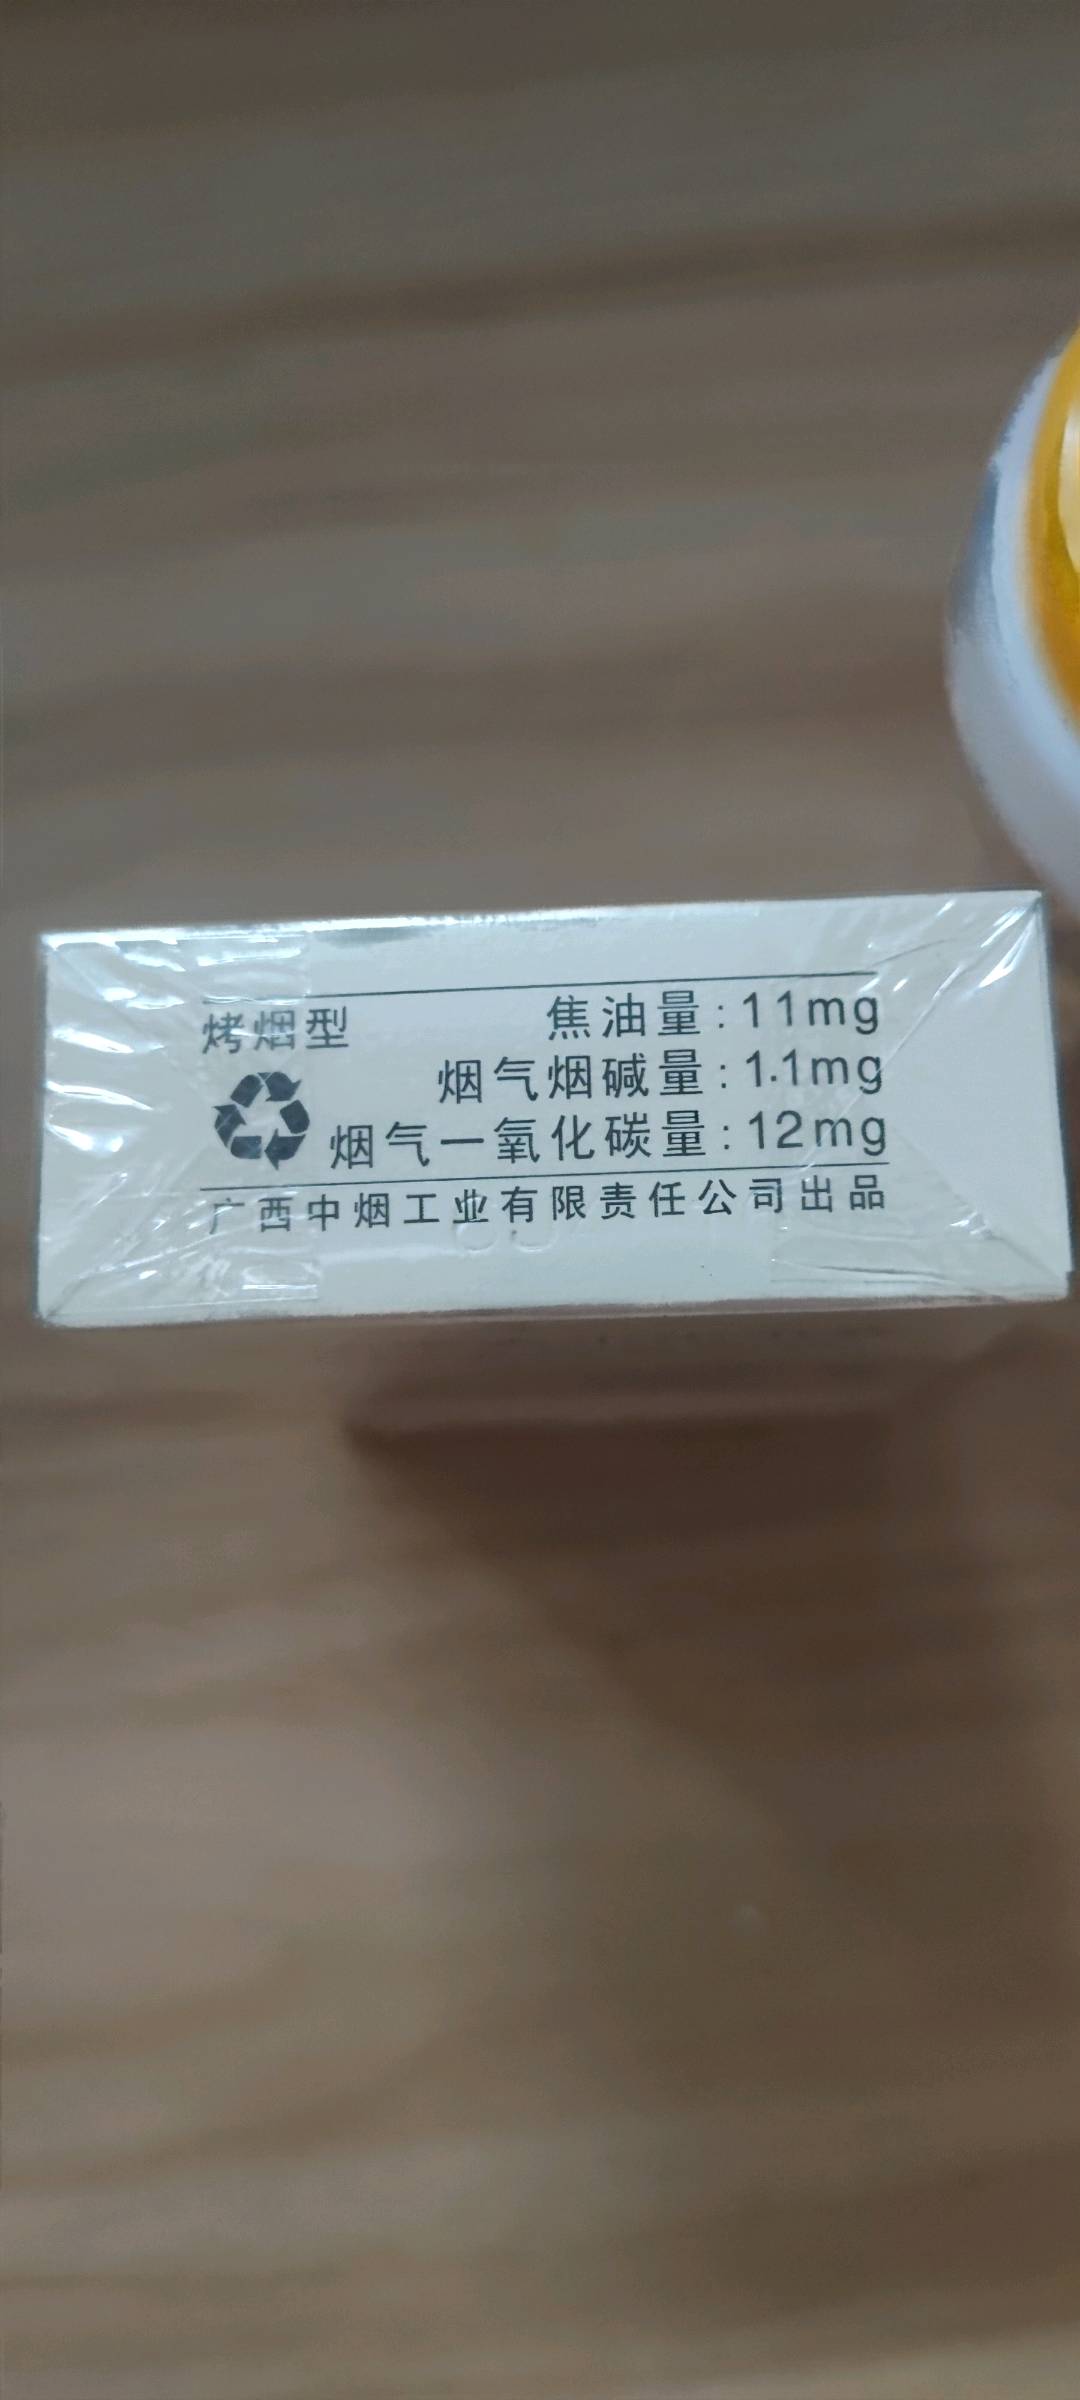 烤烟型 焦油量:11mg
烟气烟碱量:1.1mg
烟气一氧化碳量:12mg
广西中烟工业有限责任公司出品